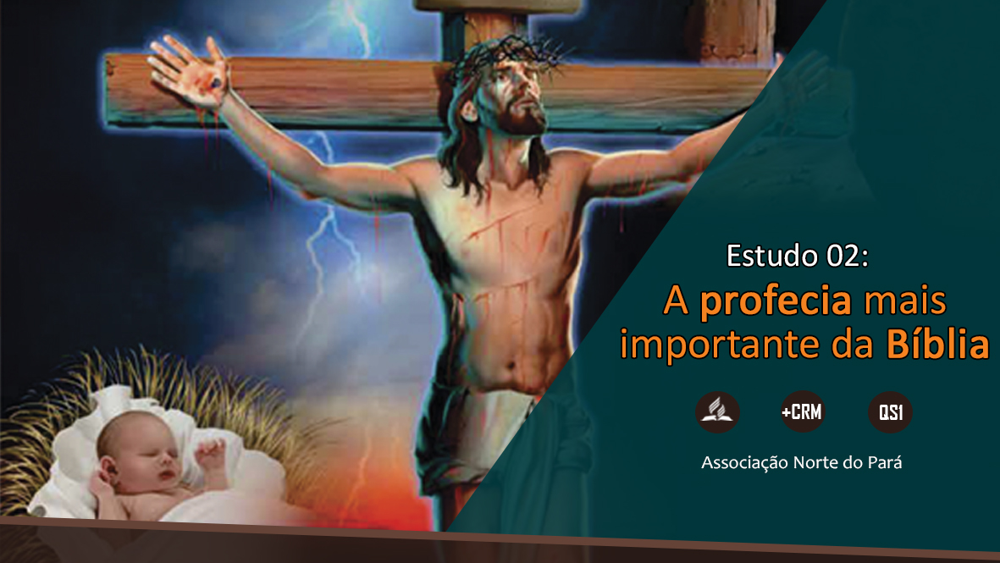 Estudo 02:
A profecia mais
importante da Bíblia
+CRM
QS1
Associação Norte do Pará